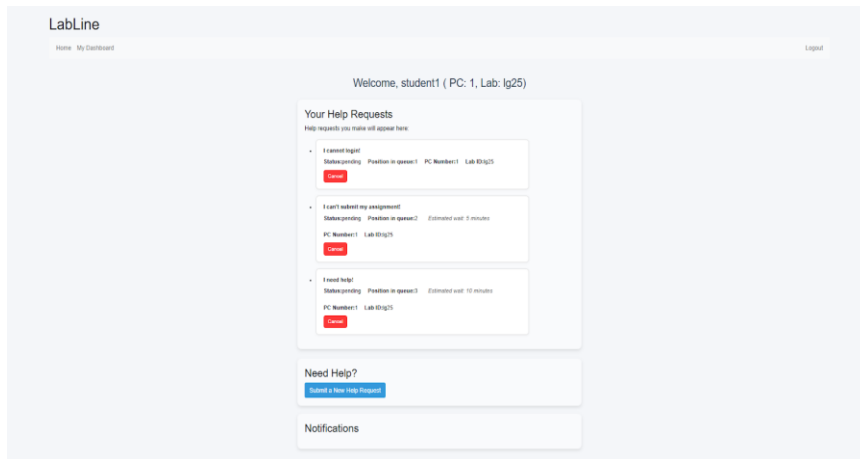 LabLine
Home My Dashboard Logout
Welcome, student1 ( PC: 1, Lab: lg25)
Your Help Requests
Help requests you make will appear here:
I cannot login!
Status:pending Position in queue:1 PC Number:1 Lab ID:lg25
Cancel
I can't submit my assignment!
Status:pending Position in queue:2 Estimated wait: 5 minutes
PC Number:1 Lab ID:lg25
Cancel
I need help!
Status:pending Position in queue:3 Estimated wait: 10 minutes
PC Number:1 Lab ID:lg25
Cancel
Need Help?
Submit a New Help Request
Notifications